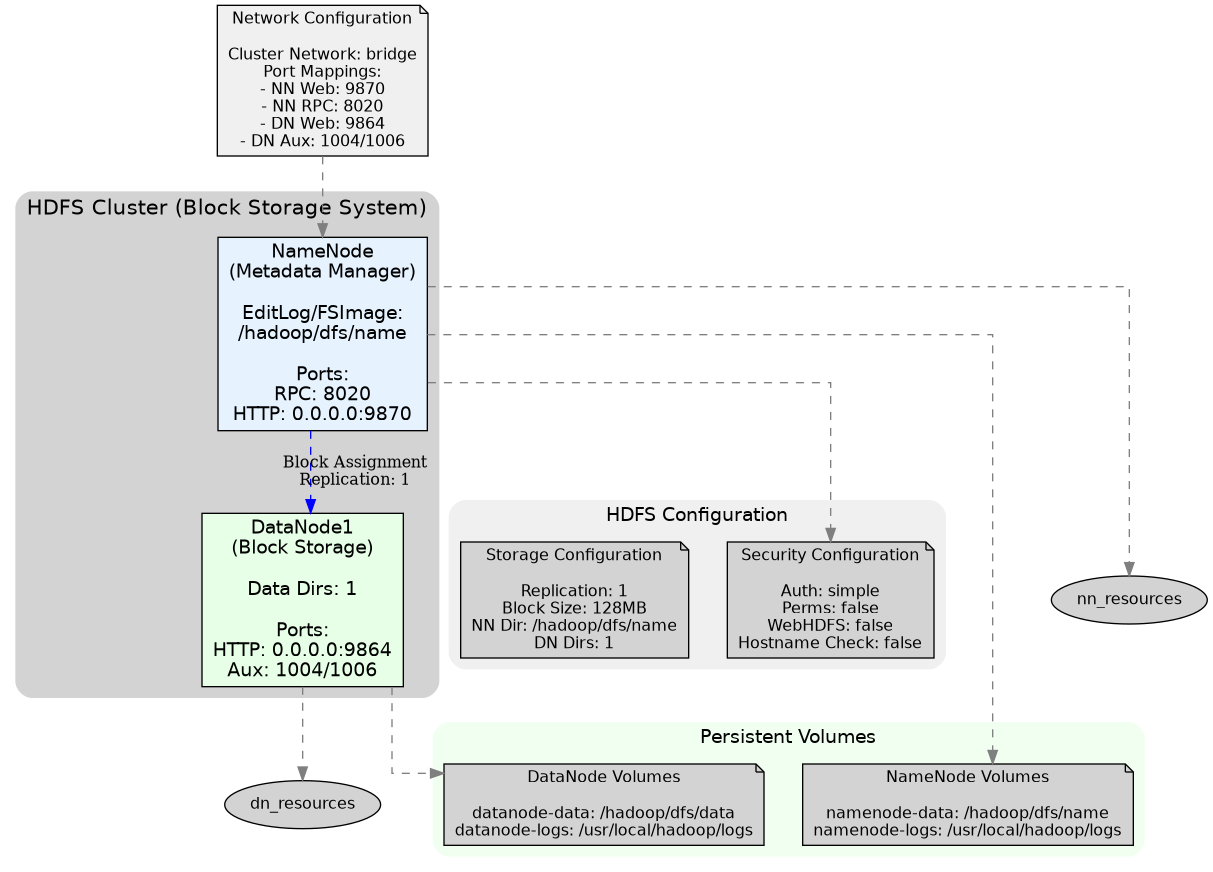 Network Configuration
Cluster Network: bridge
Port Mappings:
- NN Web: 9870
- NN RPC: 8020
- DN Web: 9864
- DN Aux: 1004/1006
HDFS Cluster (Block Storage System)
NameNode
(Metadata Manager)
EditLog/FSImage:
/hadoop/dfs/name
Ports:
RPC: 8020
HTTP: 0.0.0.0:9870
Block Assignment
Replication: 1
DataNode1
(Block Storage)
Data Dirs: 1
Ports:
HTTP: 0.0.0.0:9864
Aux: 1004/1006
HDFS Configuration
Storage Configuration
Replication: 1
Block Size: 128MB
NN Dir: /hadoop/dfs/name
DN Dirs: 1
Security Configuration
Auth: simple
Perms: false
WebHDFS: false
Hostname Check: false
nn_resources
dn_resources
Persistent Volumes
DataNode Volumes
datanode-data: /hadoop/dfs/data
datanode-logs: /usr/local/hadoop/logs
NameNode Volumes
namenode-data: /hadoop/dfs/name
namenode-logs: /usr/local/hadoop/logs